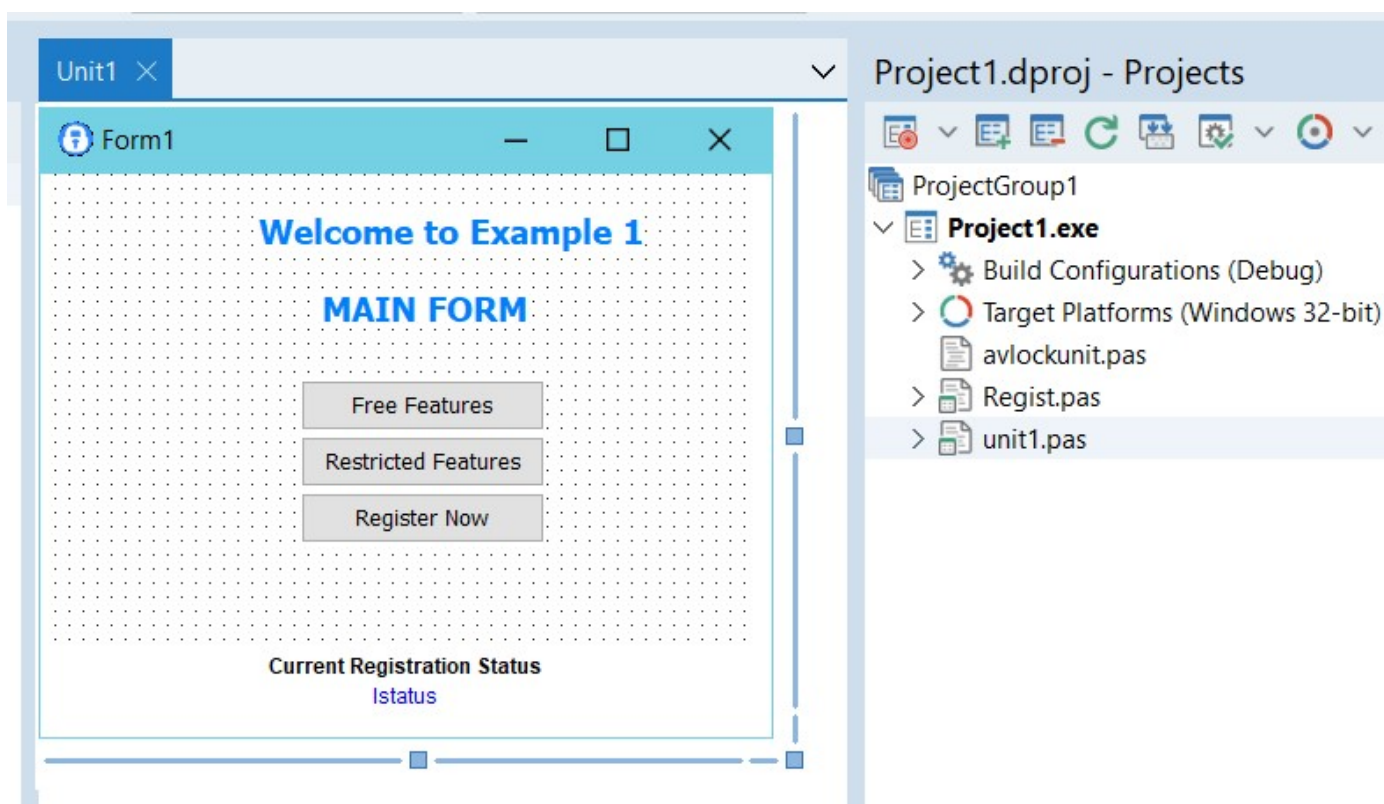 Unit1
Form1
Welcome to Example 1
MAIN FORM
Free Features
Restricted Features
Register Now
Current Registration Status
lstatus
Project1.dproj - Projects
ProjectGroup1
Project1.exe
Build Configurations (Debug)
Target Platforms (Windows 32-bit)
avlockunit.pas
Regist.pas
unit1.pas